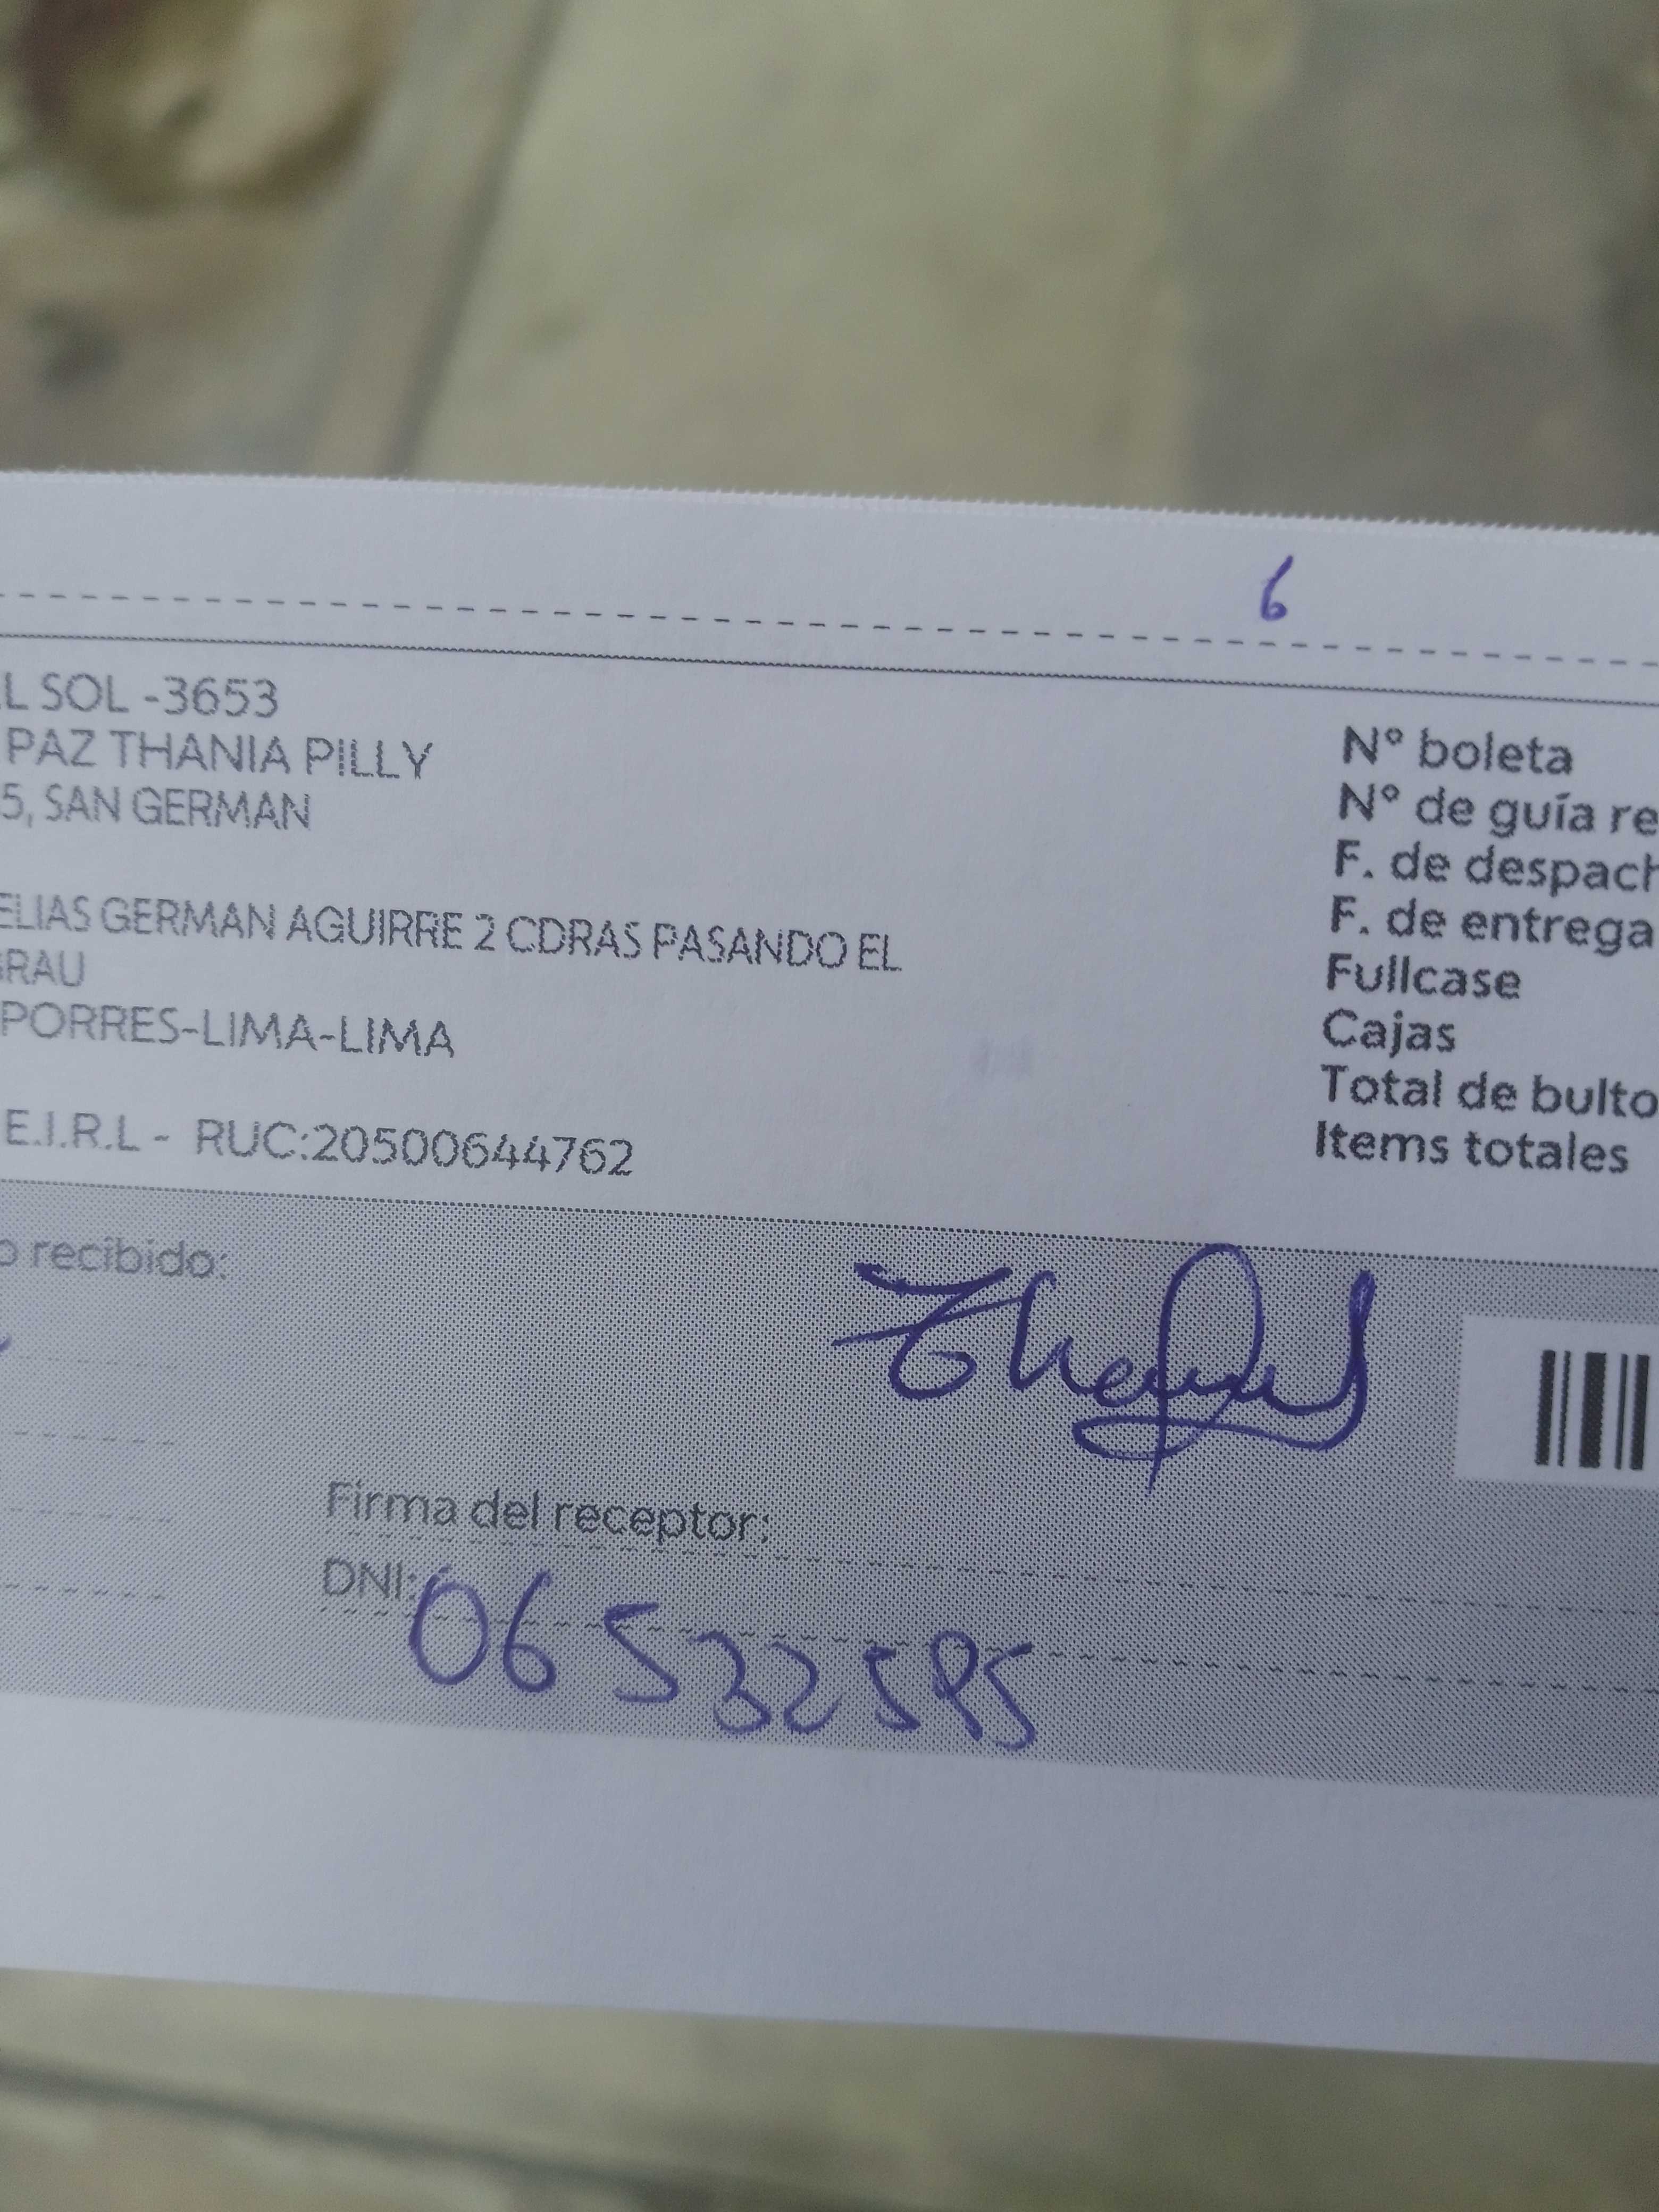 6
L SOL -3653
PAZ THANIA PILLY
5, SAN GERMAN
ELIAS GERMAN AGUIRRE 2 CDRAS PASANDO EL
GRAU
PORRES-LIMA-LIMA
E.I.R.L - RUC:20500644762
N° boleta
N° de guía re
F. de despach
F. de entrega
Fullcase
Cajas
Total de bulto
Items totales
o recibido:
Firma del receptor:
DNI: 06532595